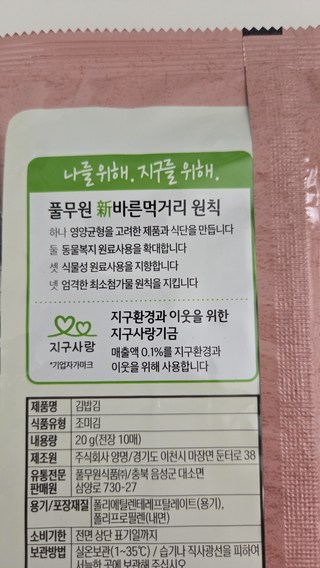 나를 위해. 지구를 위해.
풀무원 新바른먹거리 원칙
하나 영양균형을 고려한 제품과 식단을 만듭니다
둘 동물복지 원료사용을 확대합니다
셋 식물성 원료사용을 지향합니다
넷 엄격한 최소첨가물 원칙을 지킵니다
지구환경과 이웃을 위한
지구사랑기금
지구사랑
매출액 0.1%를 지구환경과
*기업자가마크
이웃을 위해 사용합니다
제품명 김밥김
식품유형 조미김
내용량 20 g(전장 10매)
제조원 주식회사 양명/경기도 이천시 마장면 둔터로 38
유통전문 풀무원식품㈜/충북 음성군 대소면
판매원 삼양로 730-27
용기/포장재질 폴리에틸렌테레프탈레이트(용기),
폴리프로필렌(내면)
소비기한 전면 상단 표기일까지
보관방법 실온보관(1~35℃) / 습기나 직사광선을 피하여
서늘한 곳에 보관해 주십시오